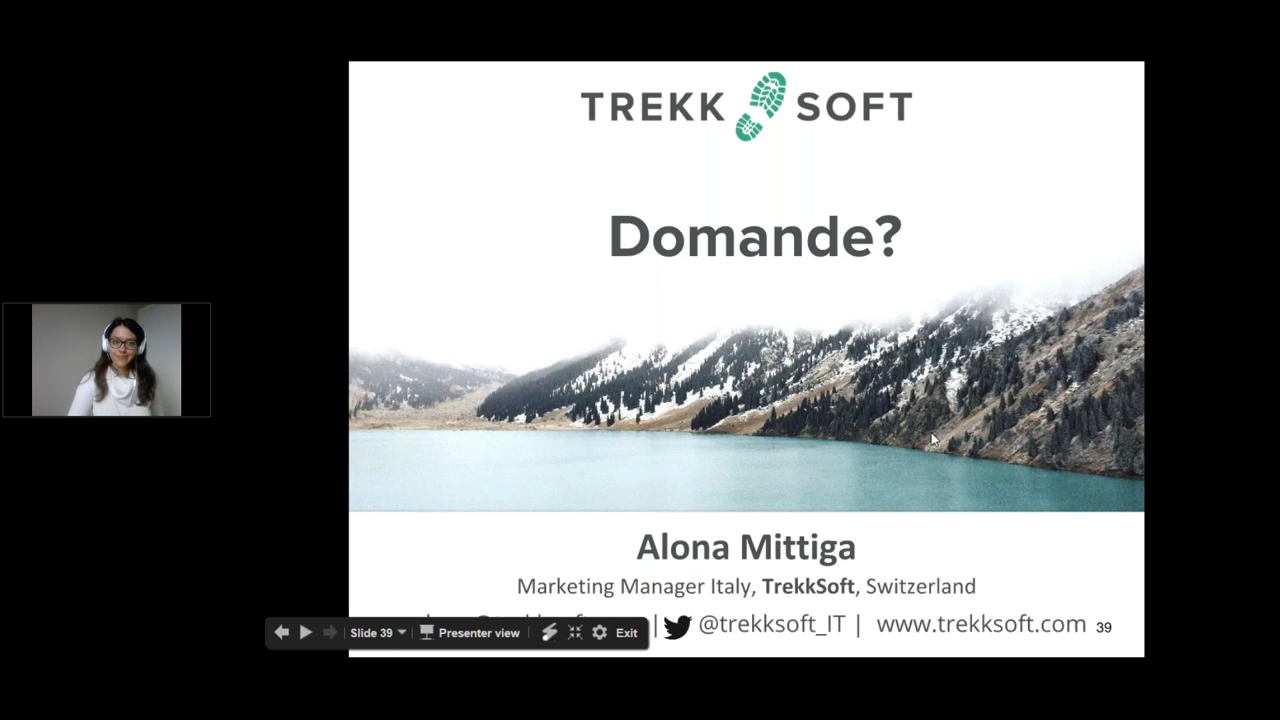 TREKK SOFT
Domande?
Alona Mittiga
Marketing Manager Italy, TrekkSoft, Switzerland
| @trekksoft_IT | www.trekksoft.com 39
Slide 39 Presenter view Exit